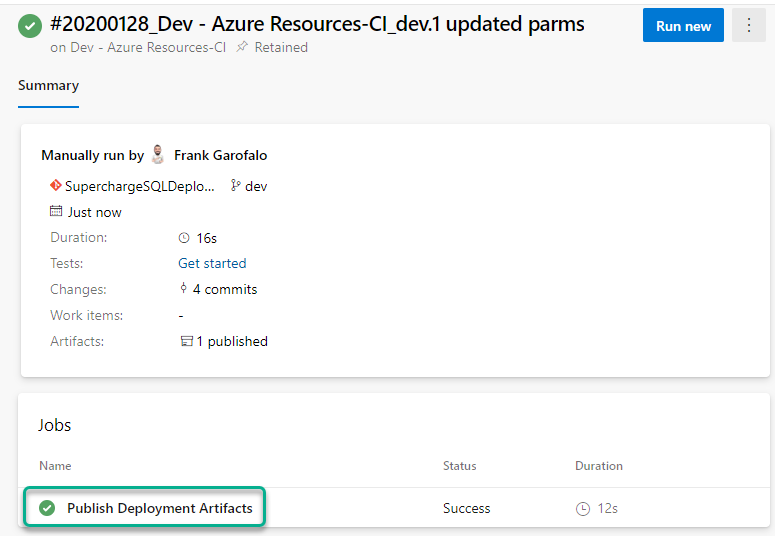 #20200128_Dev - Azure Resources-CI_dev.1 updated parms
Run new
on Dev - Azure Resources-CI Retained
Summary
Manually run by Frank Garofalo
SuperchargeSQLDeplo... dev
Just now
Duration: 16s
Tests: Get started
Changes: 4 commits
Work items: -
Artifacts: 1 published
Jobs
Name Status Duration
Publish Deployment Artifacts Success 12s